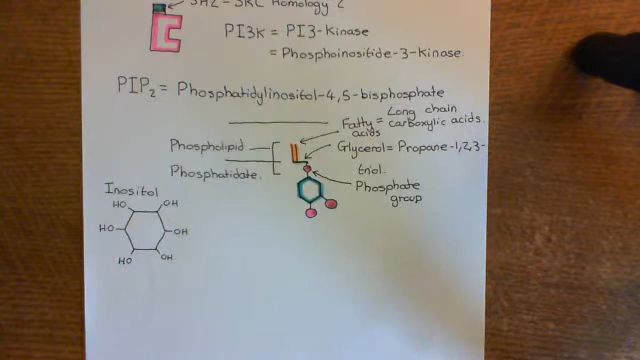 SH2 = SRC Homology 2
PI3K = PI3-Kinase
= Phosphoinositide-3-Kinase.
PIP2 = Phosphatidylinositol-4,5-bisphosphate
Fatty acids = Long chain carboxylic acids.
Phospholipid
Glycerol = Propane-1,2,3-triol.
Phosphatidate.
Phosphate group
Inositol
HO OH
HO OH
HO OH